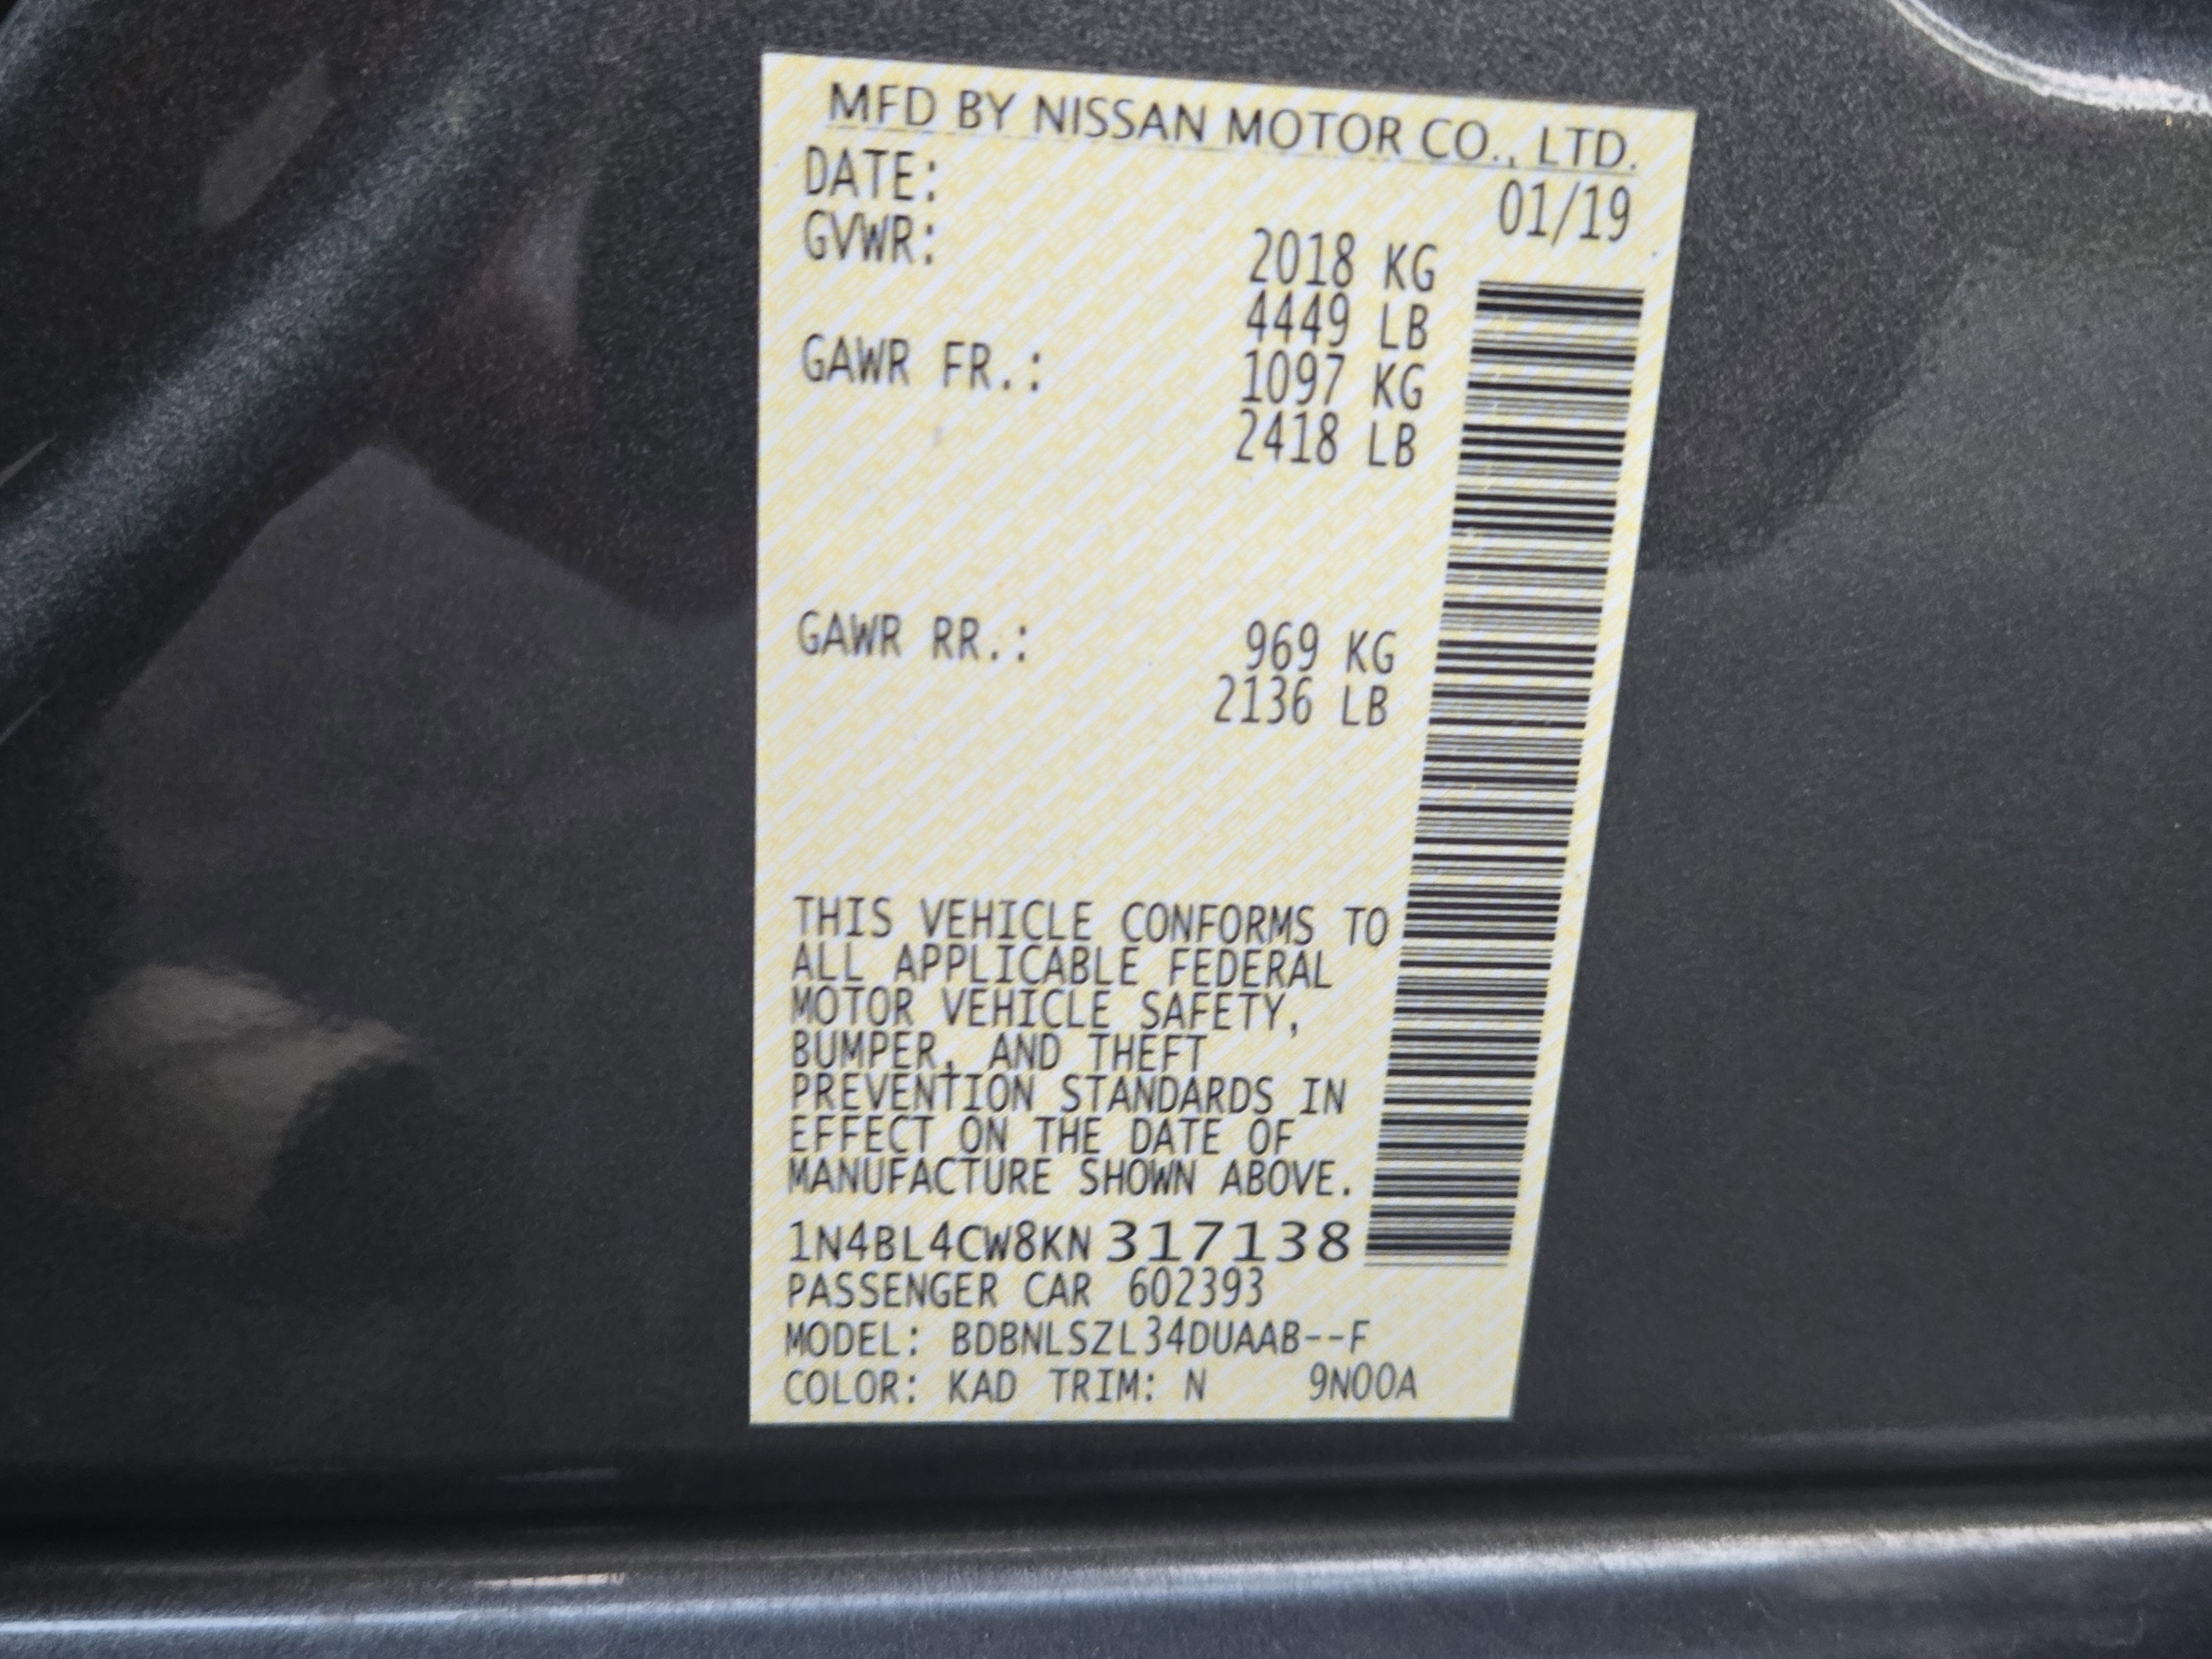 MFD BY NISSAN MOTOR CO., LTD.
DATE: 01/19
GVWR: 2018 KG
4449 LB
GAWR FR.: 1097 KG
2418 LB
GAWR RR.: 969 KG
2136 LB
THIS VEHICLE CONFORMS TO
ALL APPLICABLE FEDERAL
MOTOR VEHICLE SAFETY,
BUMPER, AND THEFT
PREVENTION STANDARDS IN
EFFECT ON THE DATE OF
MANUFACTURE SHOWN ABOVE.
1N4BL4CW8KN317138
PASSENGER CAR 602393
MODEL: BDBNLSZL34DUAAB--F
COLOR: KAD TRIM: N 9N00A